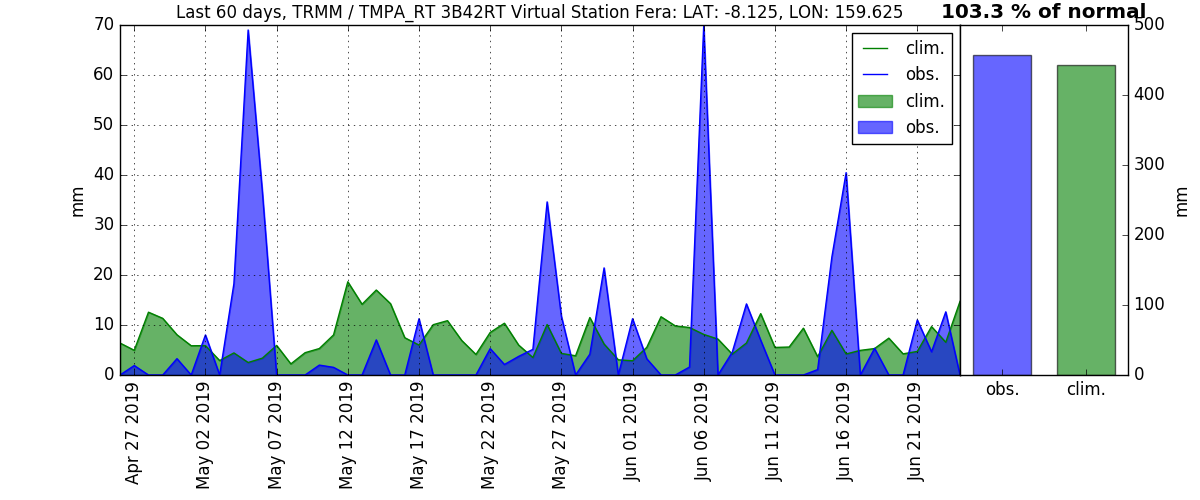 Last 60 days, TRMM / TMPA_RT 3B42RT Virtual Station Fera: LAT: -8.125, LON: 159.625
103.3 % of normal
70
60
50
40
30
20
10
0
mm
clim.
obs.
clim.
obs.
500
400
300
200
100
0
mm
Apr 27 2019
May 02 2019
May 07 2019
May 12 2019
May 17 2019
May 22 2019
May 27 2019
Jun 01 2019
Jun 06 2019
Jun 11 2019
Jun 16 2019
Jun 21 2019
obs.
clim.